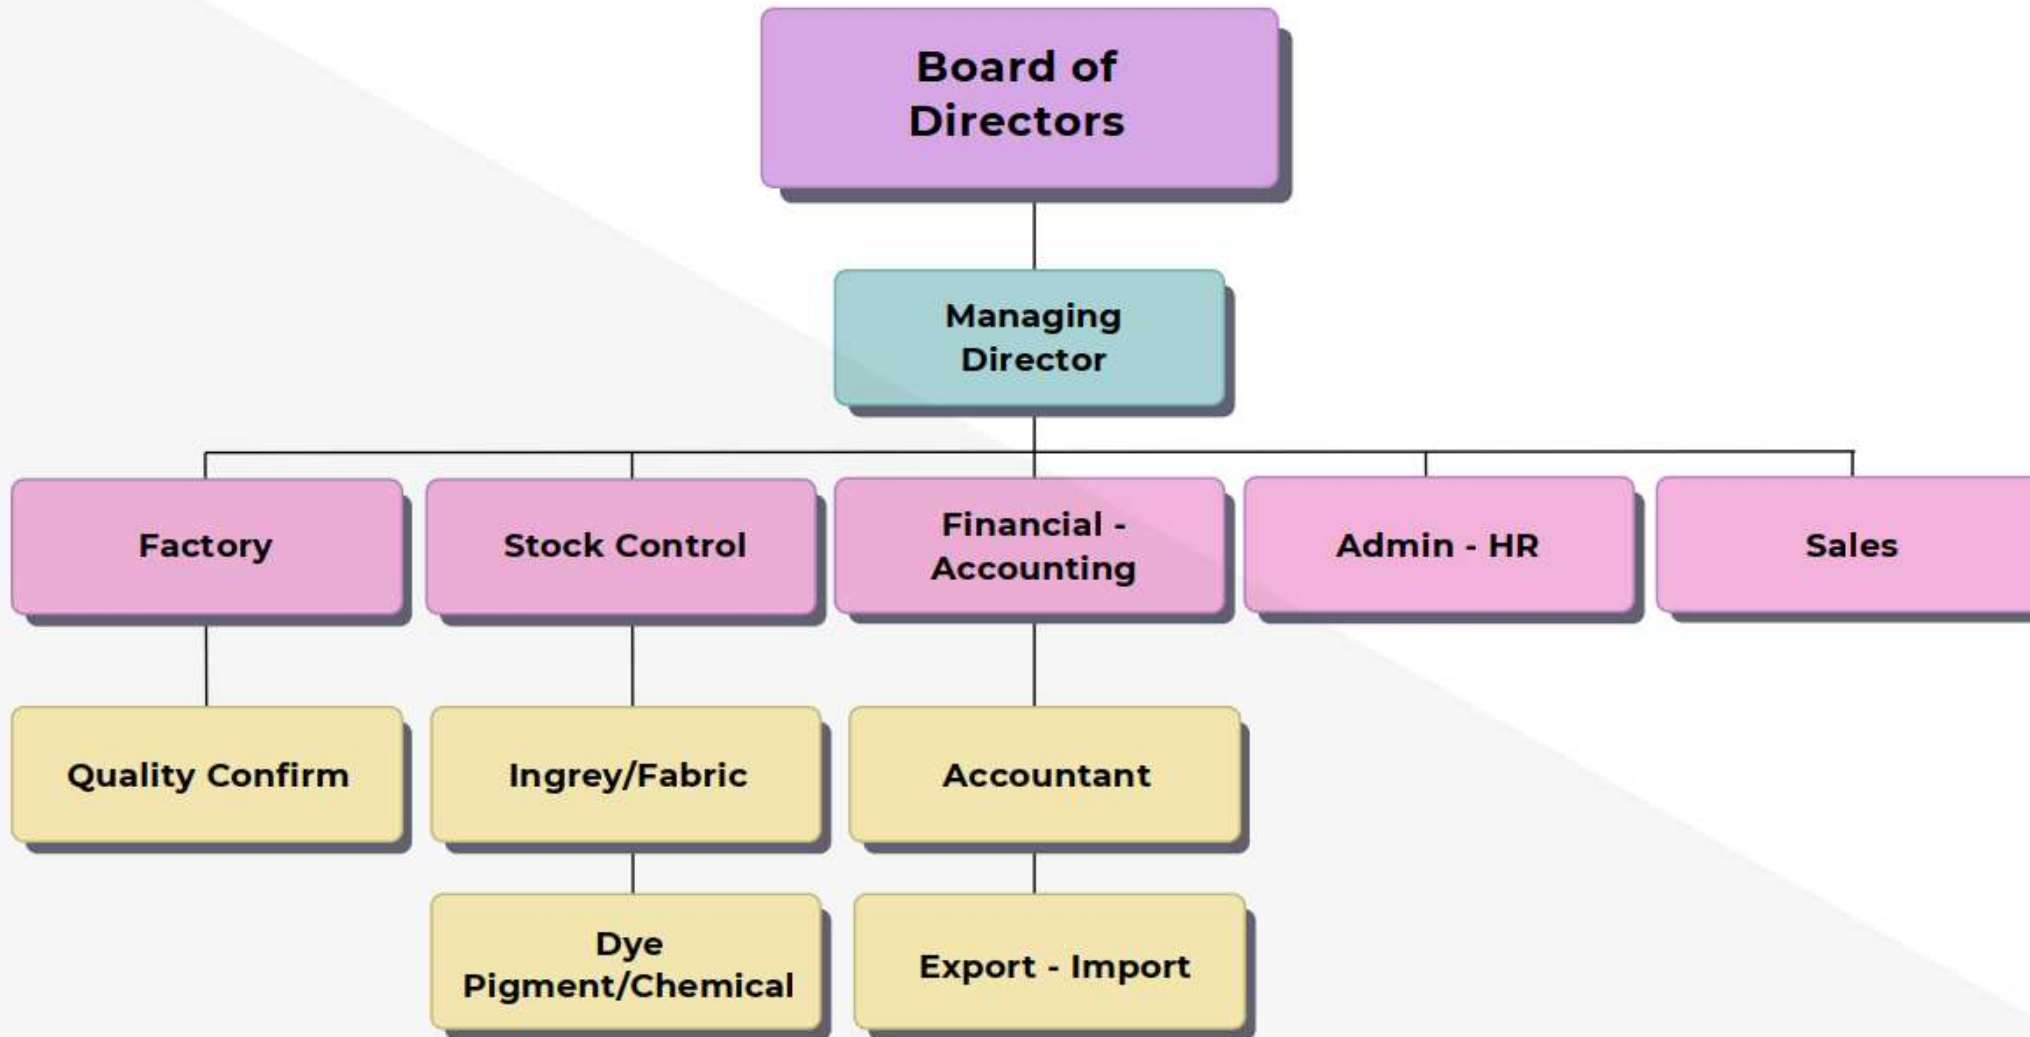 Board of
Directors
Managing
Director
Factory
Stock Control
Financial -
Accounting
Admin - HR
Sales
Quality Confirm
Ingrey/Fabric
Accountant
Dye
Pigment/Chemical
Export - Import